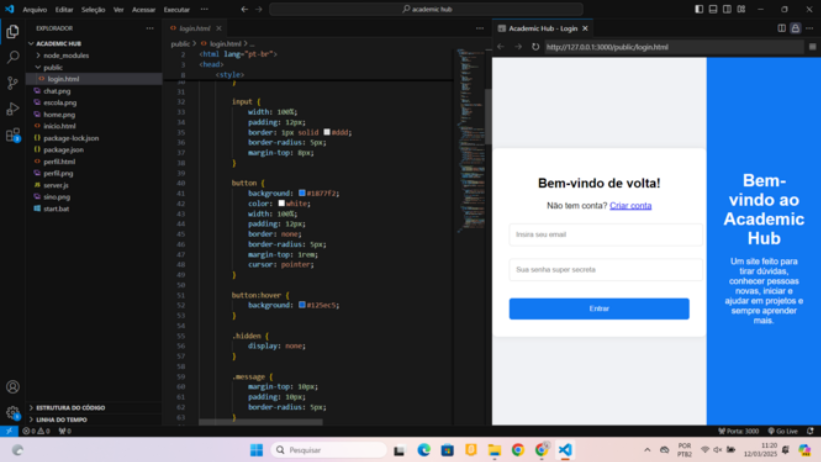 Arquivo Editar Seleção Ver Acessar Executar ··· academic hub
EXPLORADOR ···
ACADEMIC HUB
node_modules
public
login.html
chat.png
escola.png
home.png
inicio.html
package-lock.json
package.json
perfil.html
perfil.png
server.js
sino.png
start.bat
ESTRUTURA DO CÓDIGO
LINHA DO TEMPO
login.html
public > login.html > ...
2 <html lang="pt-br">
3 <head>
8 <style>
30 }
31
32 input {
33 width: 100%;
34 padding: 12px;
35 border: 1px solid #ddd;
36 border-radius: 5px;
37 margin-top: 8px;
38 }
39
40 button {
41 background: #1877f2;
42 color: white;
43 width: 100%;
44 padding: 12px;
45 border: none;
46 border-radius: 5px;
47 margin-top: 1rem;
48 cursor: pointer;
49 }
50
51 button:hover {
52 background: #125ec5;
53 }
54
55 .hidden {
56 display: none;
57 }
58
59 .message {
60 margin-top: 10px;
61 padding: 10px;
62 border-radius: 5px;
63 }
Academic Hub - Login
http://127.0.0.1:3000/public/login.html
Bem-vindo de volta!
Não tem conta? Criar conta
Insira seu email
Sua senha super secreta
Entrar
Bem-
vindo ao
Academic
Hub
Um site feito para
tirar dúvidas,
conhecer pessoas
novas, iniciar e
ajudar em projetos e
sempre aprender
mais.
0 0 0 Porta: 3000 Go Live
Pesquisar
POR
PTB2
11:20
12/03/2025